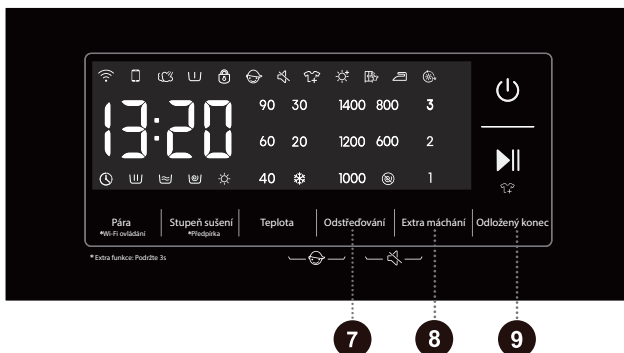 90 30 1400 800 3
13:20
60 20 1200 600 2
40 1000 1
Pára Stupeň sušení Teplota Odstřeďování Extra máchání Odložený konec
*Wi-Fi ovládání *Předpírka
* Extra funkce: Podržte 3s
7 8 9